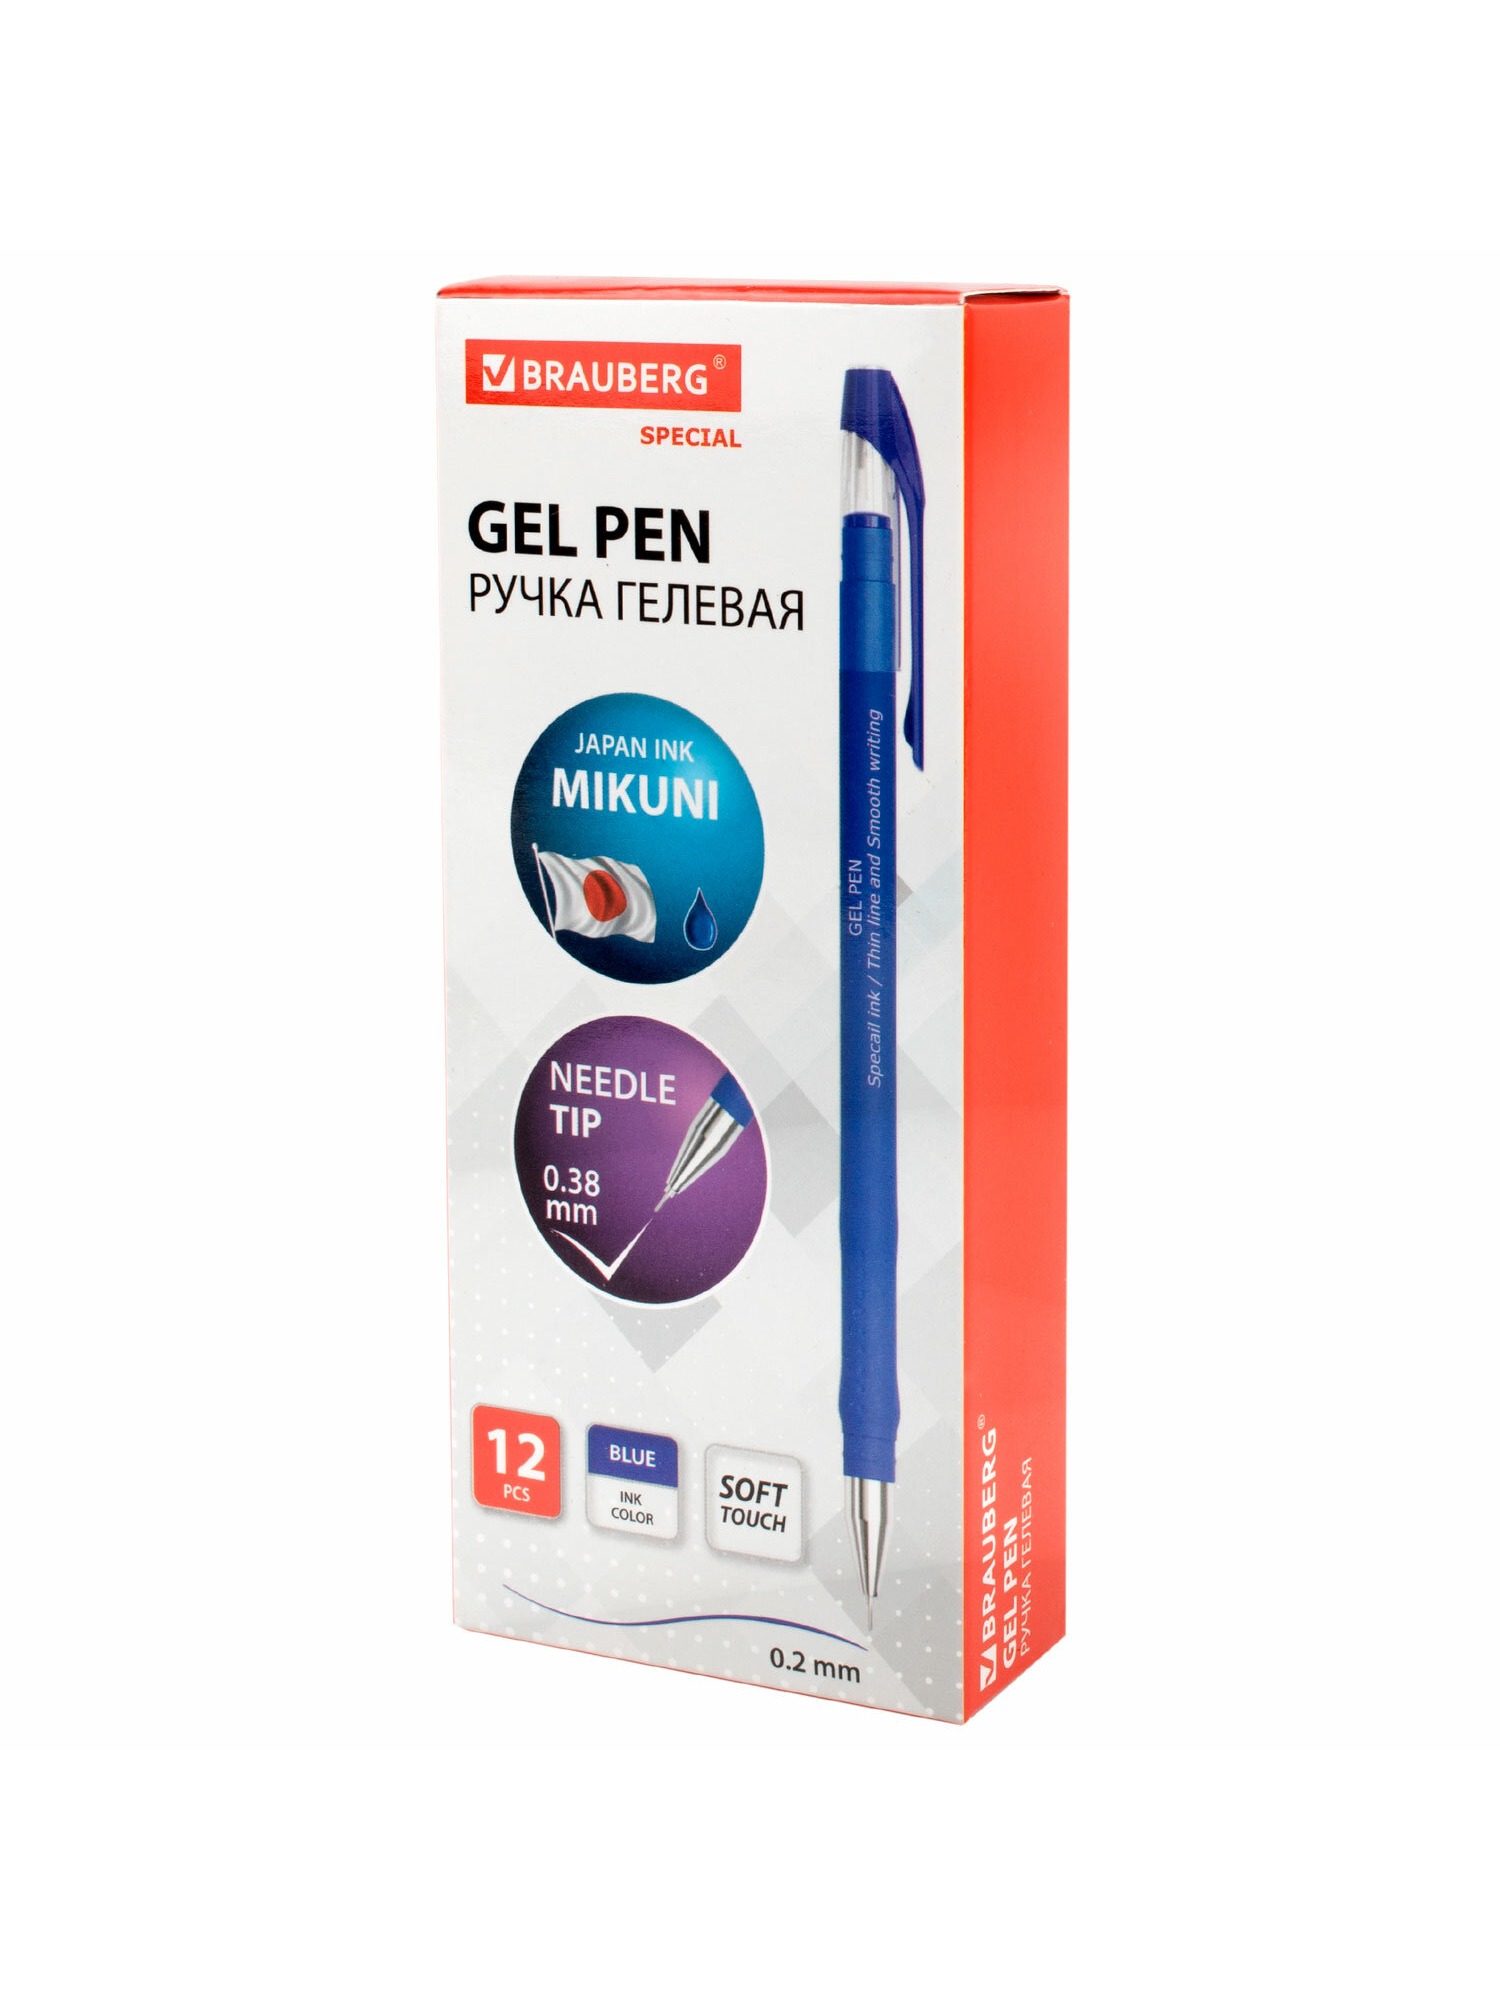 BRAUBERG®
SPECIAL
GEL PEN
РУЧКА ГЕЛЕВАЯ
JAPAN INK
MIKUNI
NEEDLE
TIP
0.38
mm
GEL PEN
Specail ink / Thin line and Smooth writing
12
PCS
BLUE
INK
COLOR
SOFT
TOUCH
0.2 mm
BRAUBERG®
GEL PEN
РУЧКА ГЕЛЕВАЯ